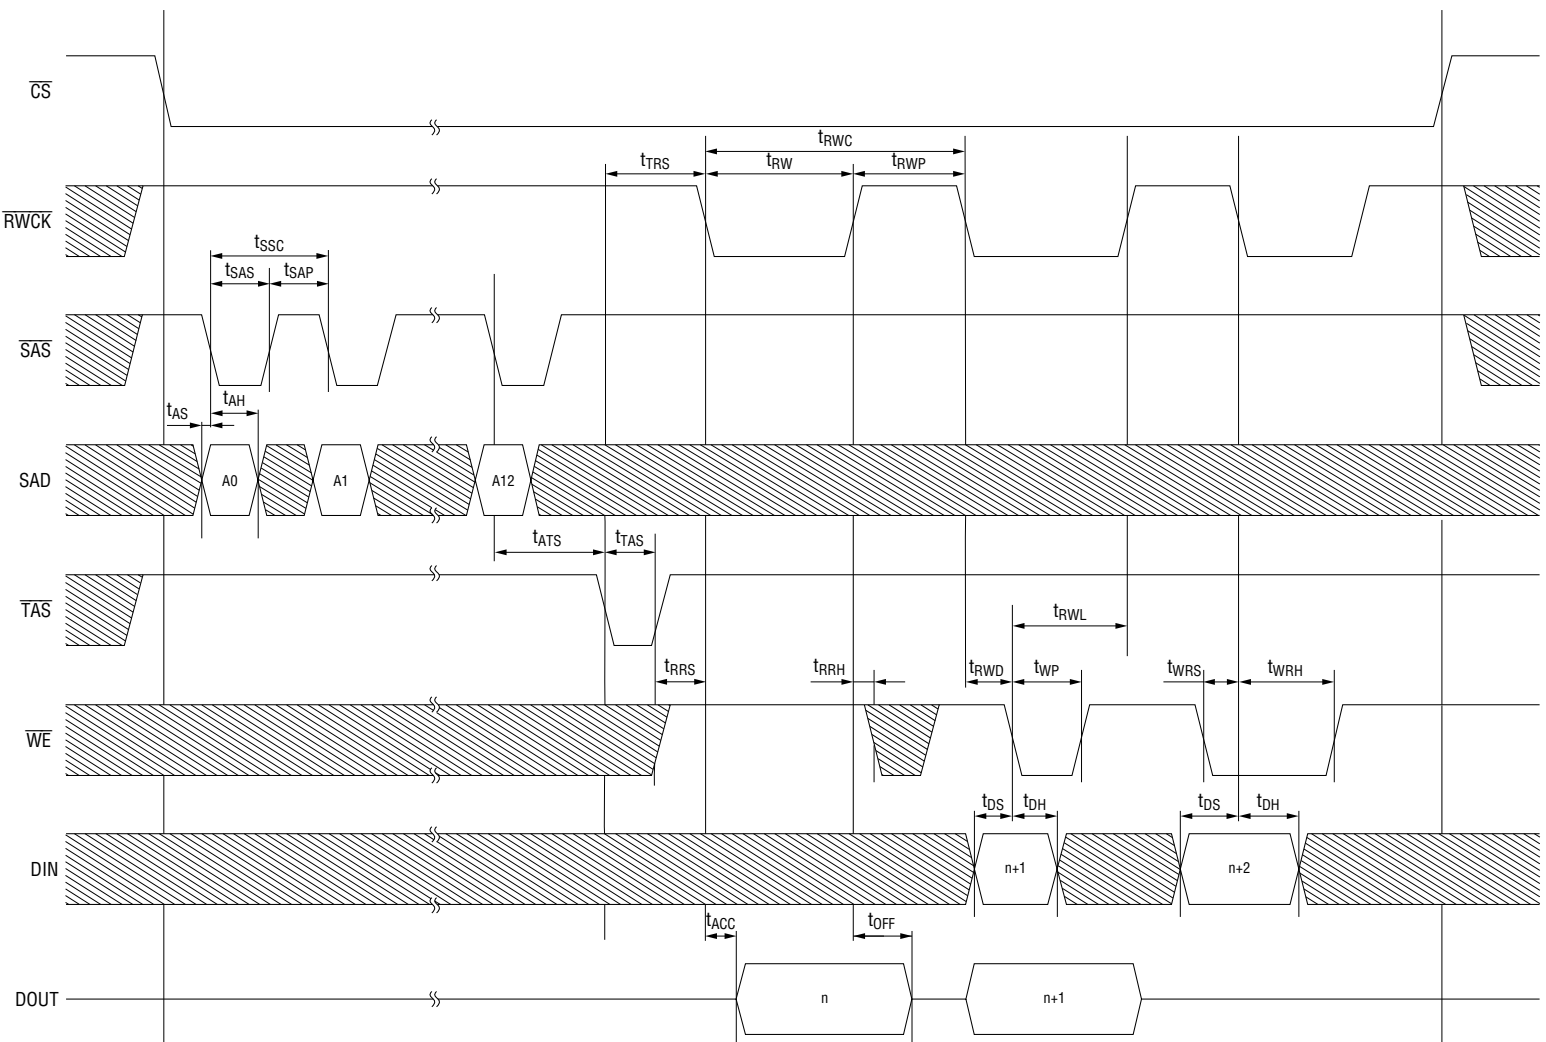 CS
tRWC
tTRS tRW tRWP
RWCK
tSSC
tSAS tSAP
SAS
tAS tAH
SAD A0 A1 A12
tATS tTAS
TAS
tRWL
tRRS tRRH tRWD tWP tWRS tWRH
WE
tDS tDH tDS tDH
DIN n+1 n+2
tACC tOFF
DOUT n n+1